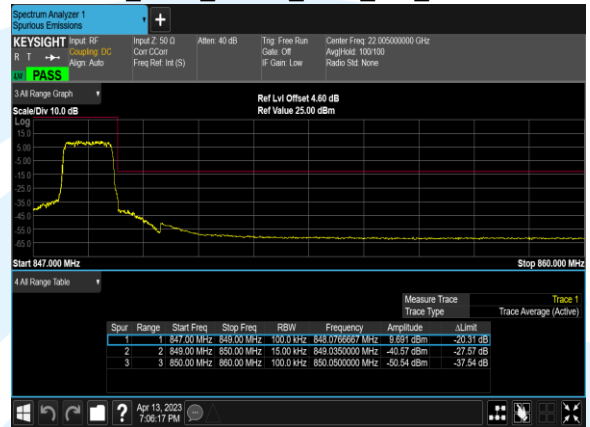 Spectrum Analyzer 1
Spurious Emissions
KEYSIGHT Input: RF Input Z: 50 Ω Atten: 40 dB Trig: Free Run Center Freq: 22.005000000 GHz
R T Coupling: DC Corr CCorr Gate: Off Avg|Hold: 100/100
Align: Auto Freq Ref: Int (S) IF Gain: Low Radio Std: None
PASS
3 All Range Graph
Ref Lvl Offset 4.60 dB
Scale/Div 10.0 dB Ref Value 25.00 dBm
Log
15.0
5.00
-5.00
-15.0
-25.0
-35.0
-45.0
-55.0
-65.0
Start 847.000 MHz Stop 860.000 MHz
4 All Range Table
Measure Trace Trace 1
Trace Type Trace Average (Active)
Spur Range Start Freq Stop Freq RBW Frequency Amplitude ΔLimit
1 1 847.00 MHz 849.00 MHz 100.0 kHz 848.0766667 MHz 9.691 dBm -20.31 dB
2 2 849.00 MHz 850.00 MHz 15.00 kHz 849.0350000 MHz -40.57 dBm -27.57 dB
3 3 850.00 MHz 860.00 MHz 100.0 kHz 850.0500000 MHz -50.54 dBm -37.54 dB
? Apr 13, 2023
7:06:17 PM